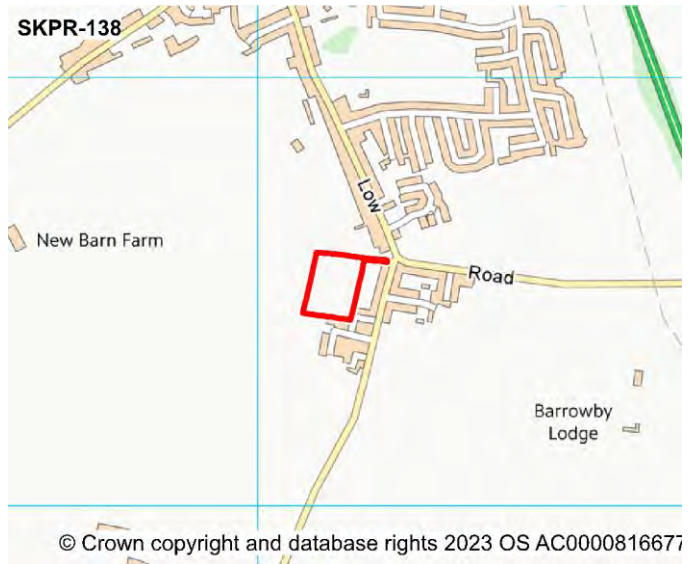 SKPR-138
Low
New Barn Farm
Road
Barrowby
Lodge
© Crown copyright and database rights 2023 OS AC0000816677